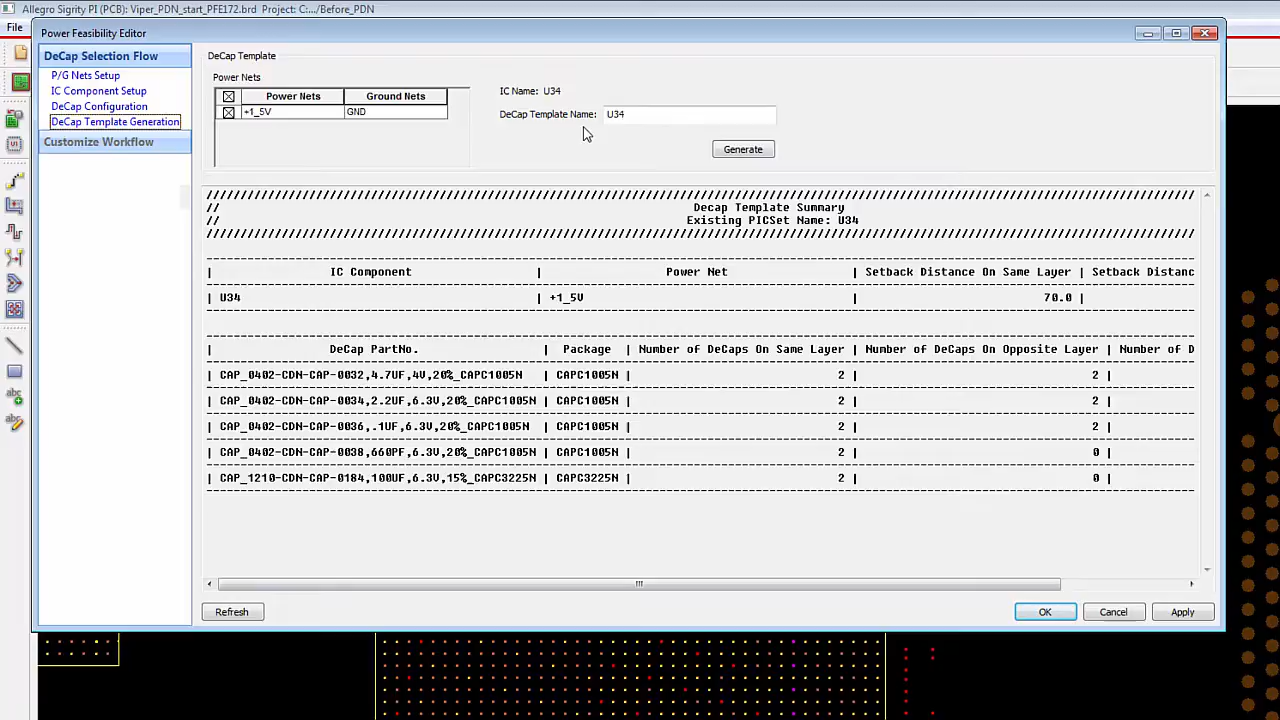 Allegro Sigrity PI (PCB): Viper_PDN_start_PFE172.brd Project: C:.../Before_PDN
File
Power Feasibility Editor
DeCap Selection Flow
P/G Nets Setup
IC Component Setup
DeCap Configuration
DeCap Template Generation
Customize Workflow
DeCap Template
Power Nets
Power Nets Ground Nets
+1_5V GND
IC Name: U34
DeCap Template Name: U34
Generate
// Decap Template Summary
// Existing PICSet Name: U34
| IC Component | Power Net | Setback Distance On Same Layer | Setback Distanc
| U34 | +1_5V | 70.0 |
| DeCap PartNo. | Package | Number of DeCaps On Same Layer | Number of DeCaps On Opposite Layer | Number of D
| CAP_0402-CDN-CAP-0032,4.7UF,4V,20%_CAPC1005N | CAPC1005N | 2 | 2 |
| CAP_0402-CDN-CAP-0034,2.2UF,6.3V,20%_CAPC1005N | CAPC1005N | 2 | 2 |
| CAP_0402-CDN-CAP-0036,.1UF,6.3V,20%_CAPC1005N | CAPC1005N | 2 | 2 |
| CAP_0402-CDN-CAP-0038,660PF,6.3V,20%_CAPC1005N | CAPC1005N | 2 | 0 |
| CAP_1210-CDN-CAP-0184,100UF,6.3V,15%_CAPC3225N | CAPC3225N | 2 | 0 |
Refresh
OK
Cancel
Apply